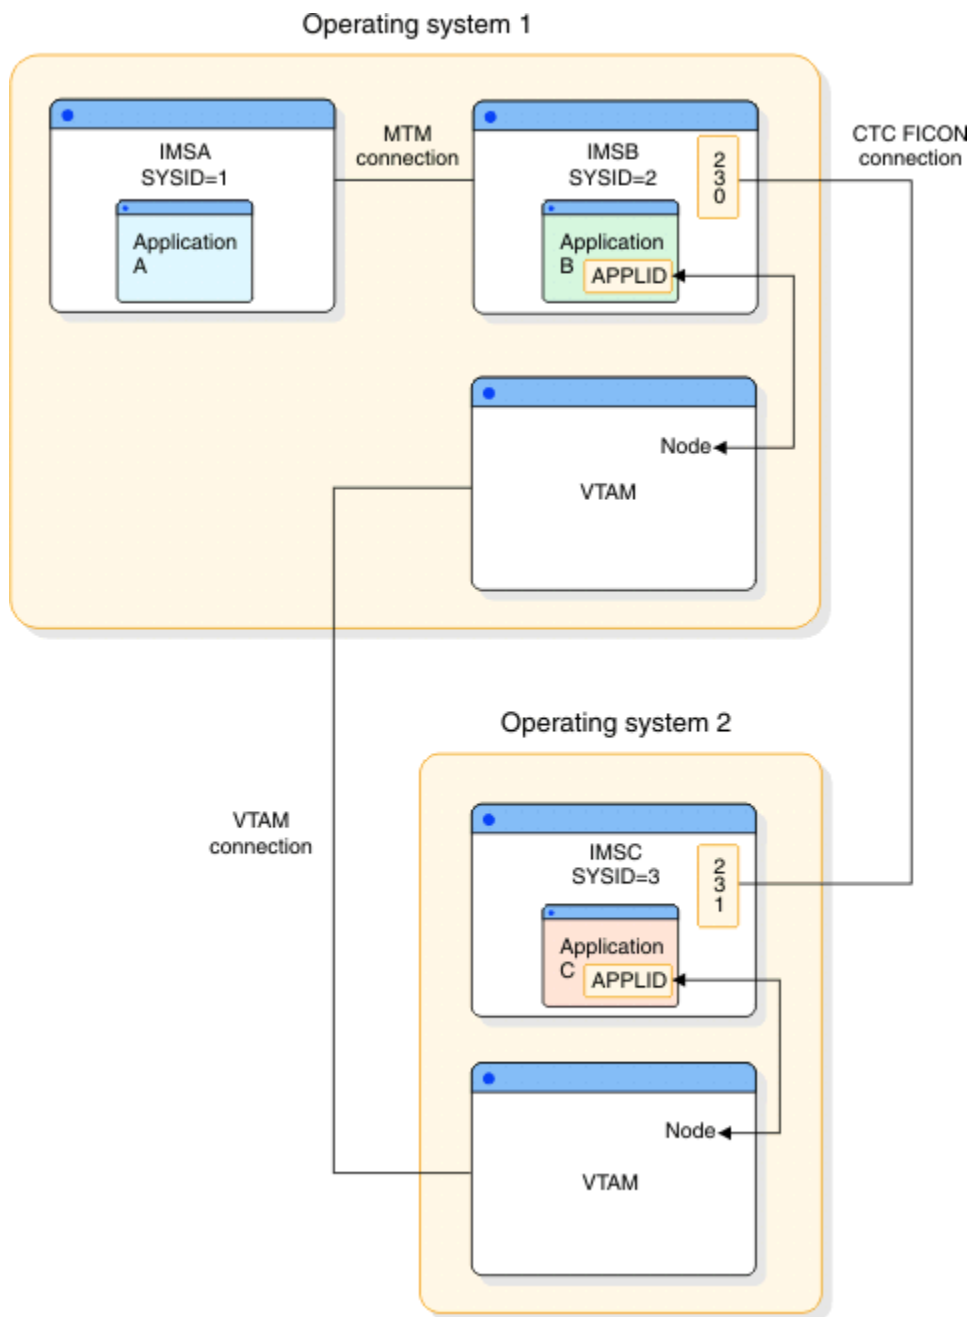 Operating system 1
IMSA
SYSID=1
Application
A
MTM
connection
IMSB
SYSID=2
2
3
0
Application
B
APPLID
CTC FICON
connection
Node
VTAM
Operating system 2
VTAM
connection
IMSC
SYSID=3
2
3
1
Application
C
APPLID
Node
VTAM